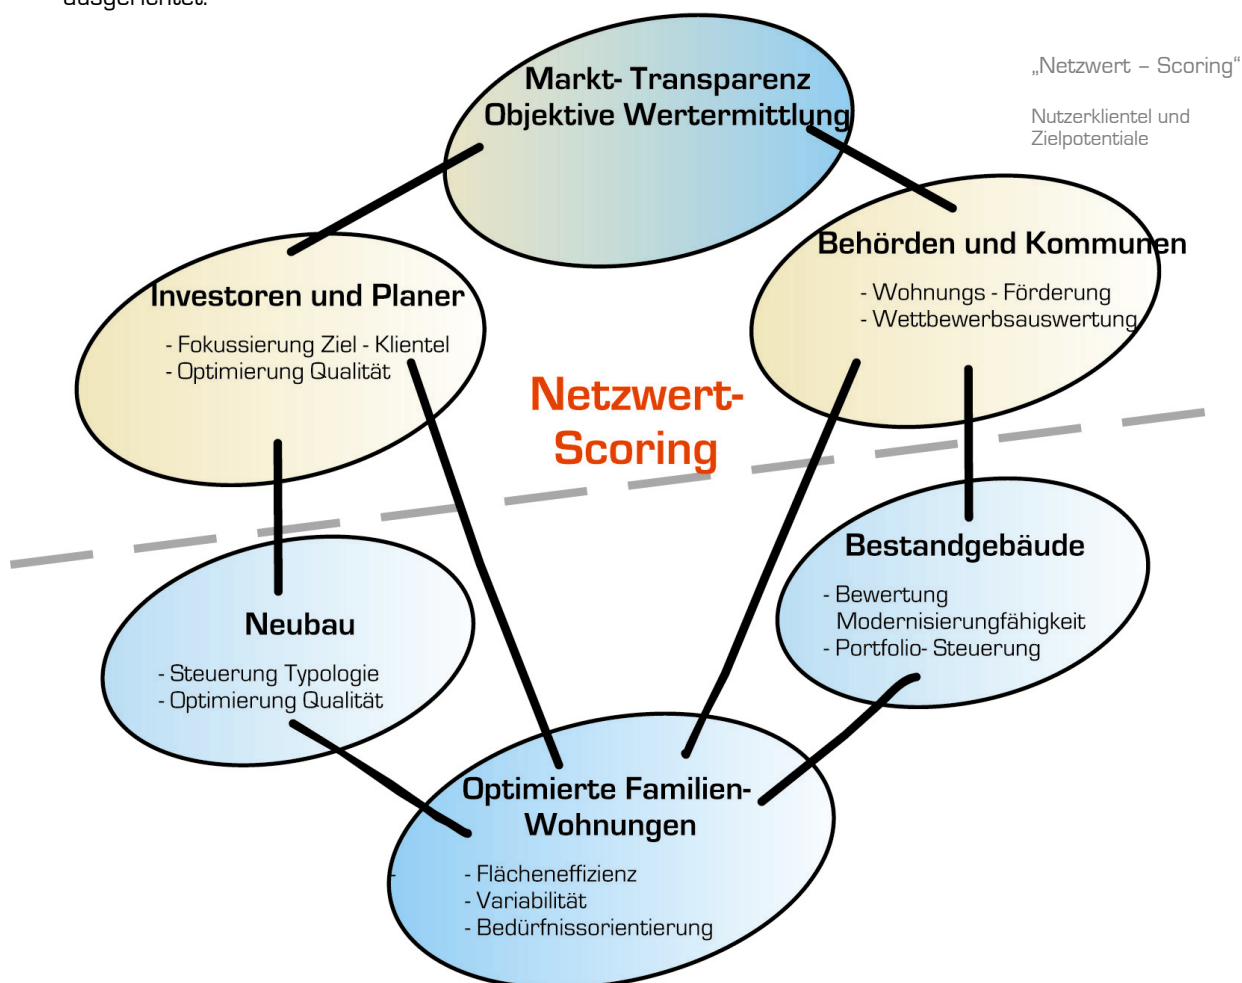 ausgerichtet.
Markt- Transparenz
Objektive Wertermittlung
„Netzwert – Scoring“
Nutzerklientel und
Zielpotentiale
Behörden und Kommunen
- Wohnungs - Förderung
- Wettbewerbsauswertung
Investoren und Planer
- Fokussierung Ziel - Klientel
- Optimierung Qualität
Netzwert-
Scoring
Bestandgebäude
- Bewertung
Modernisierungfähigkeit
- Portfolio- Steuerung
Neubau
- Steuerung Typologie
- Optimierung Qualität
Optimierte Familien-
Wohnungen
- Flächeneffizienz
- Variabilität
- Bedürfnissorientierung